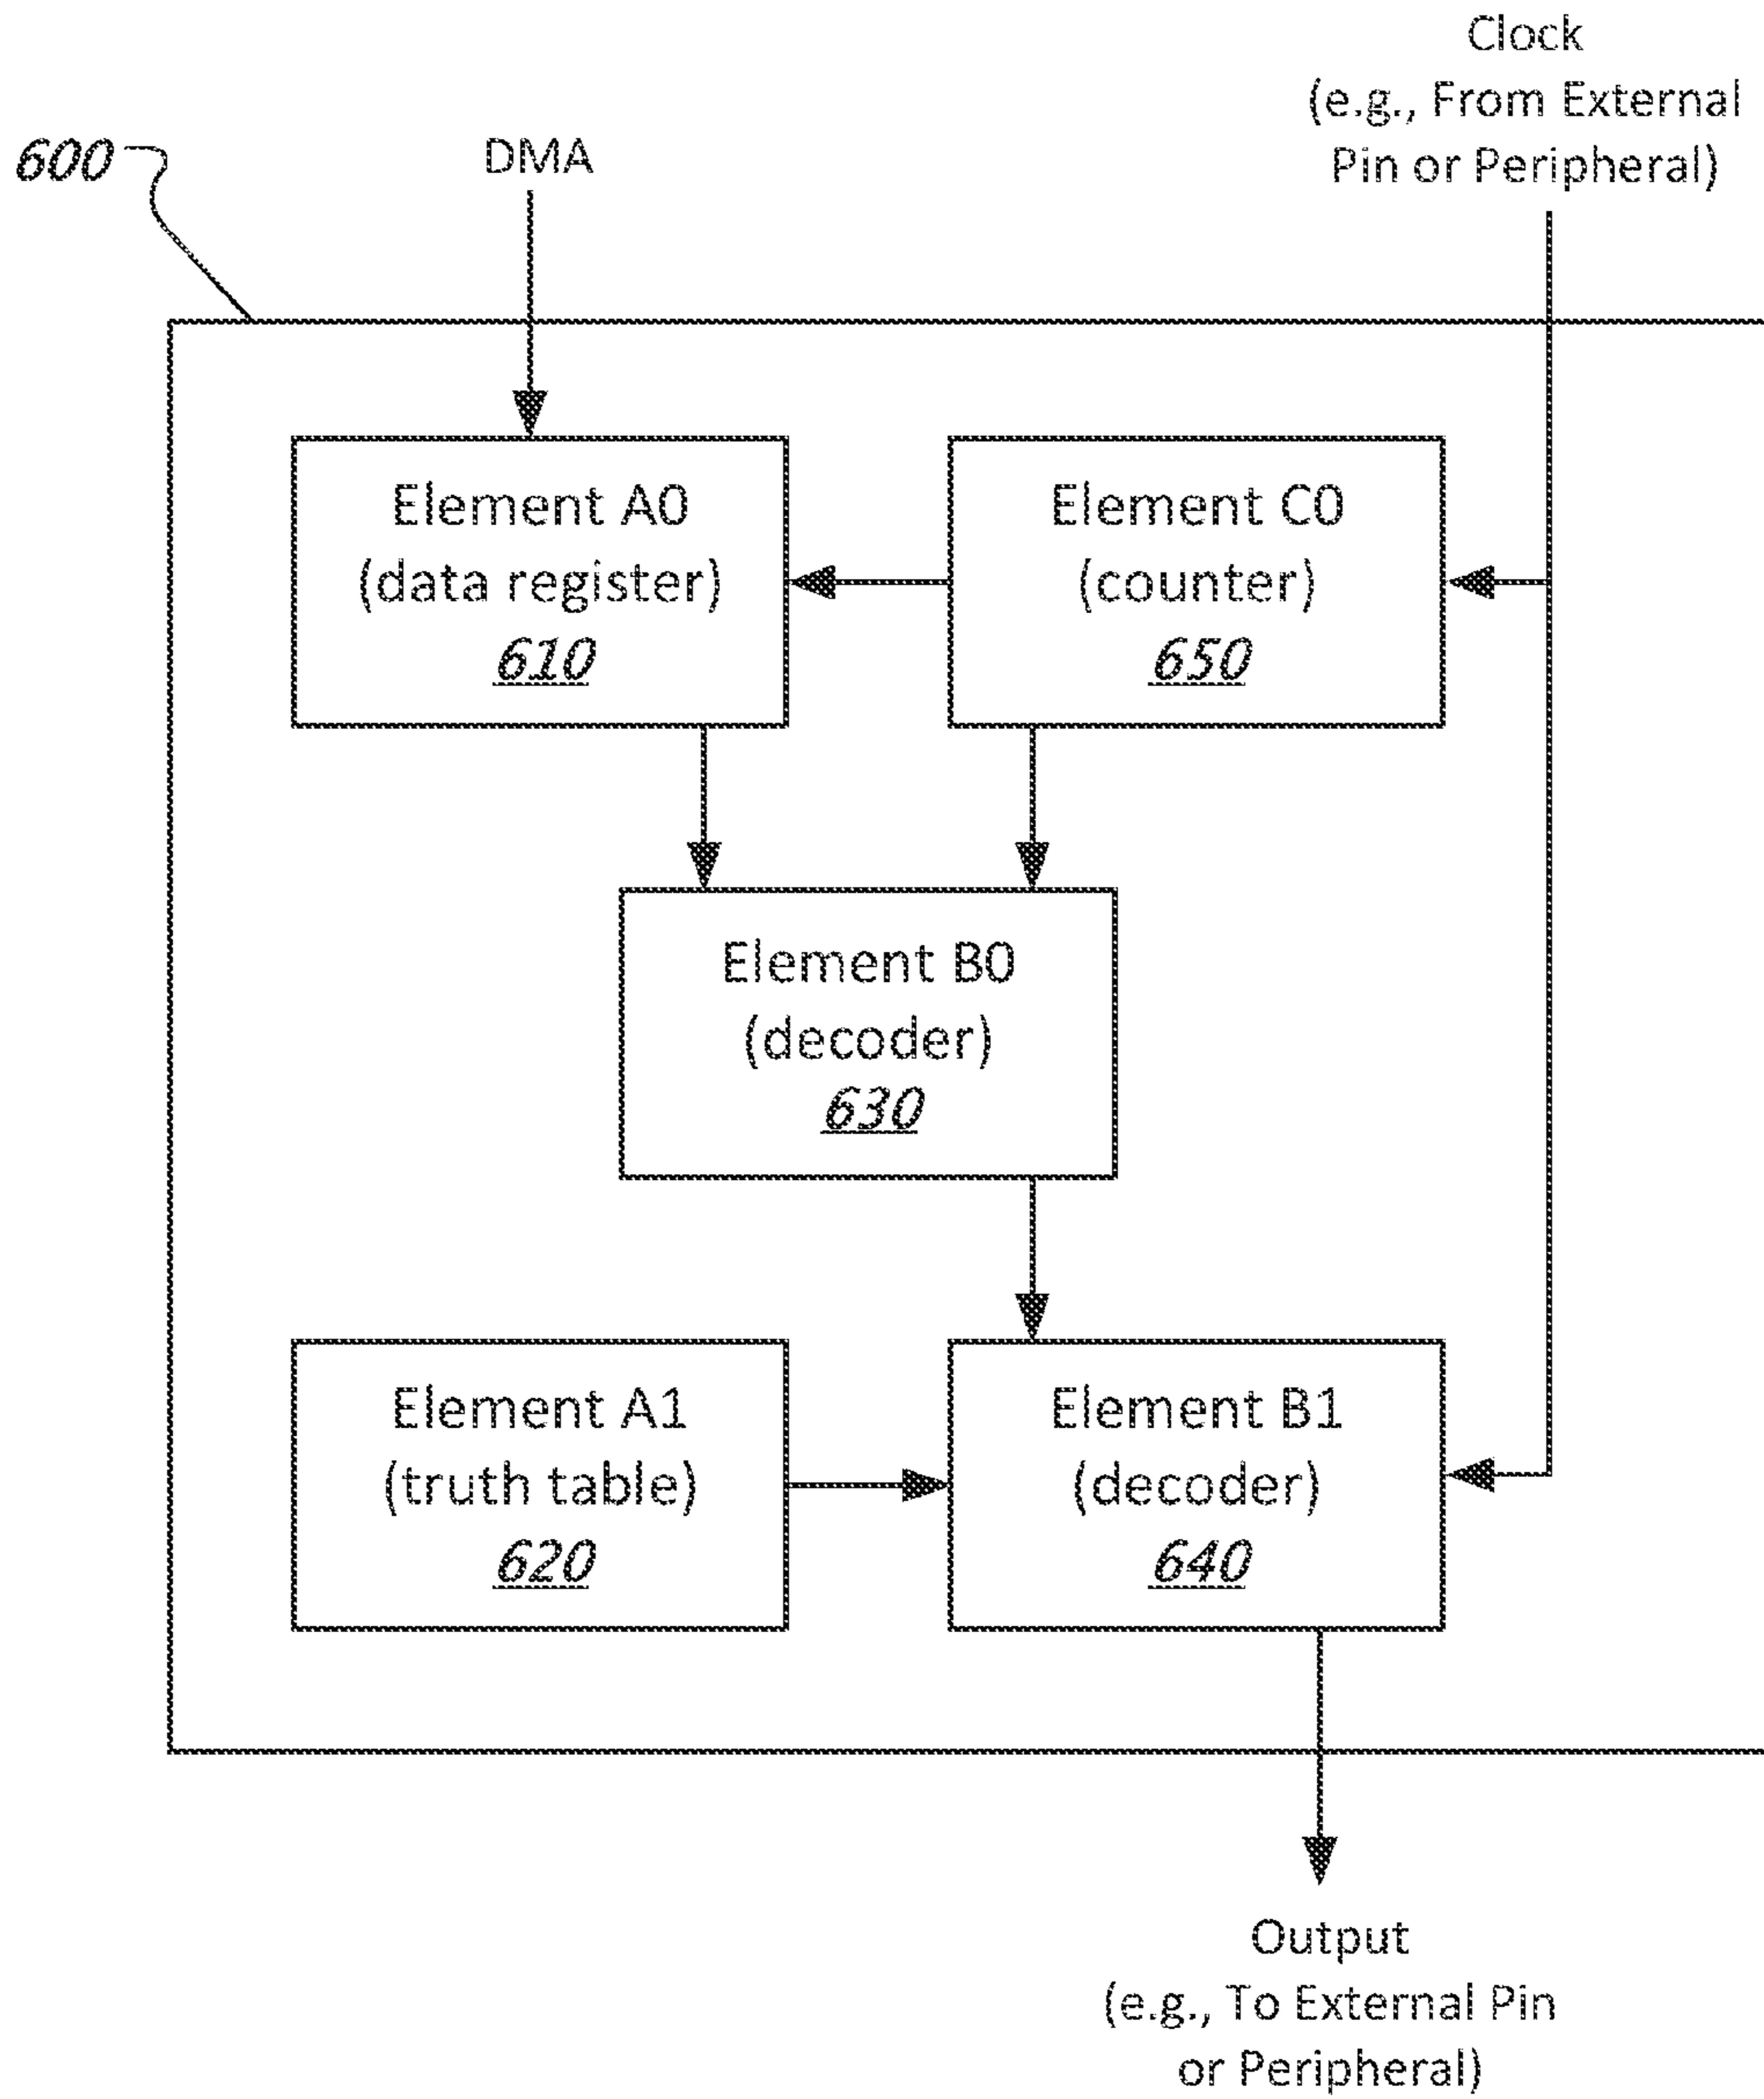 Clock
(e.g., From External
Pin or Peripheral)
600
DMA
Element A0
(data register)
610
Element C0
(counter)
650
Element B0
(decoder)
630
Element A1
(truth table)
620
Element B1
(decoder)
640
Output
(e.g., To External Pin
or Peripheral)